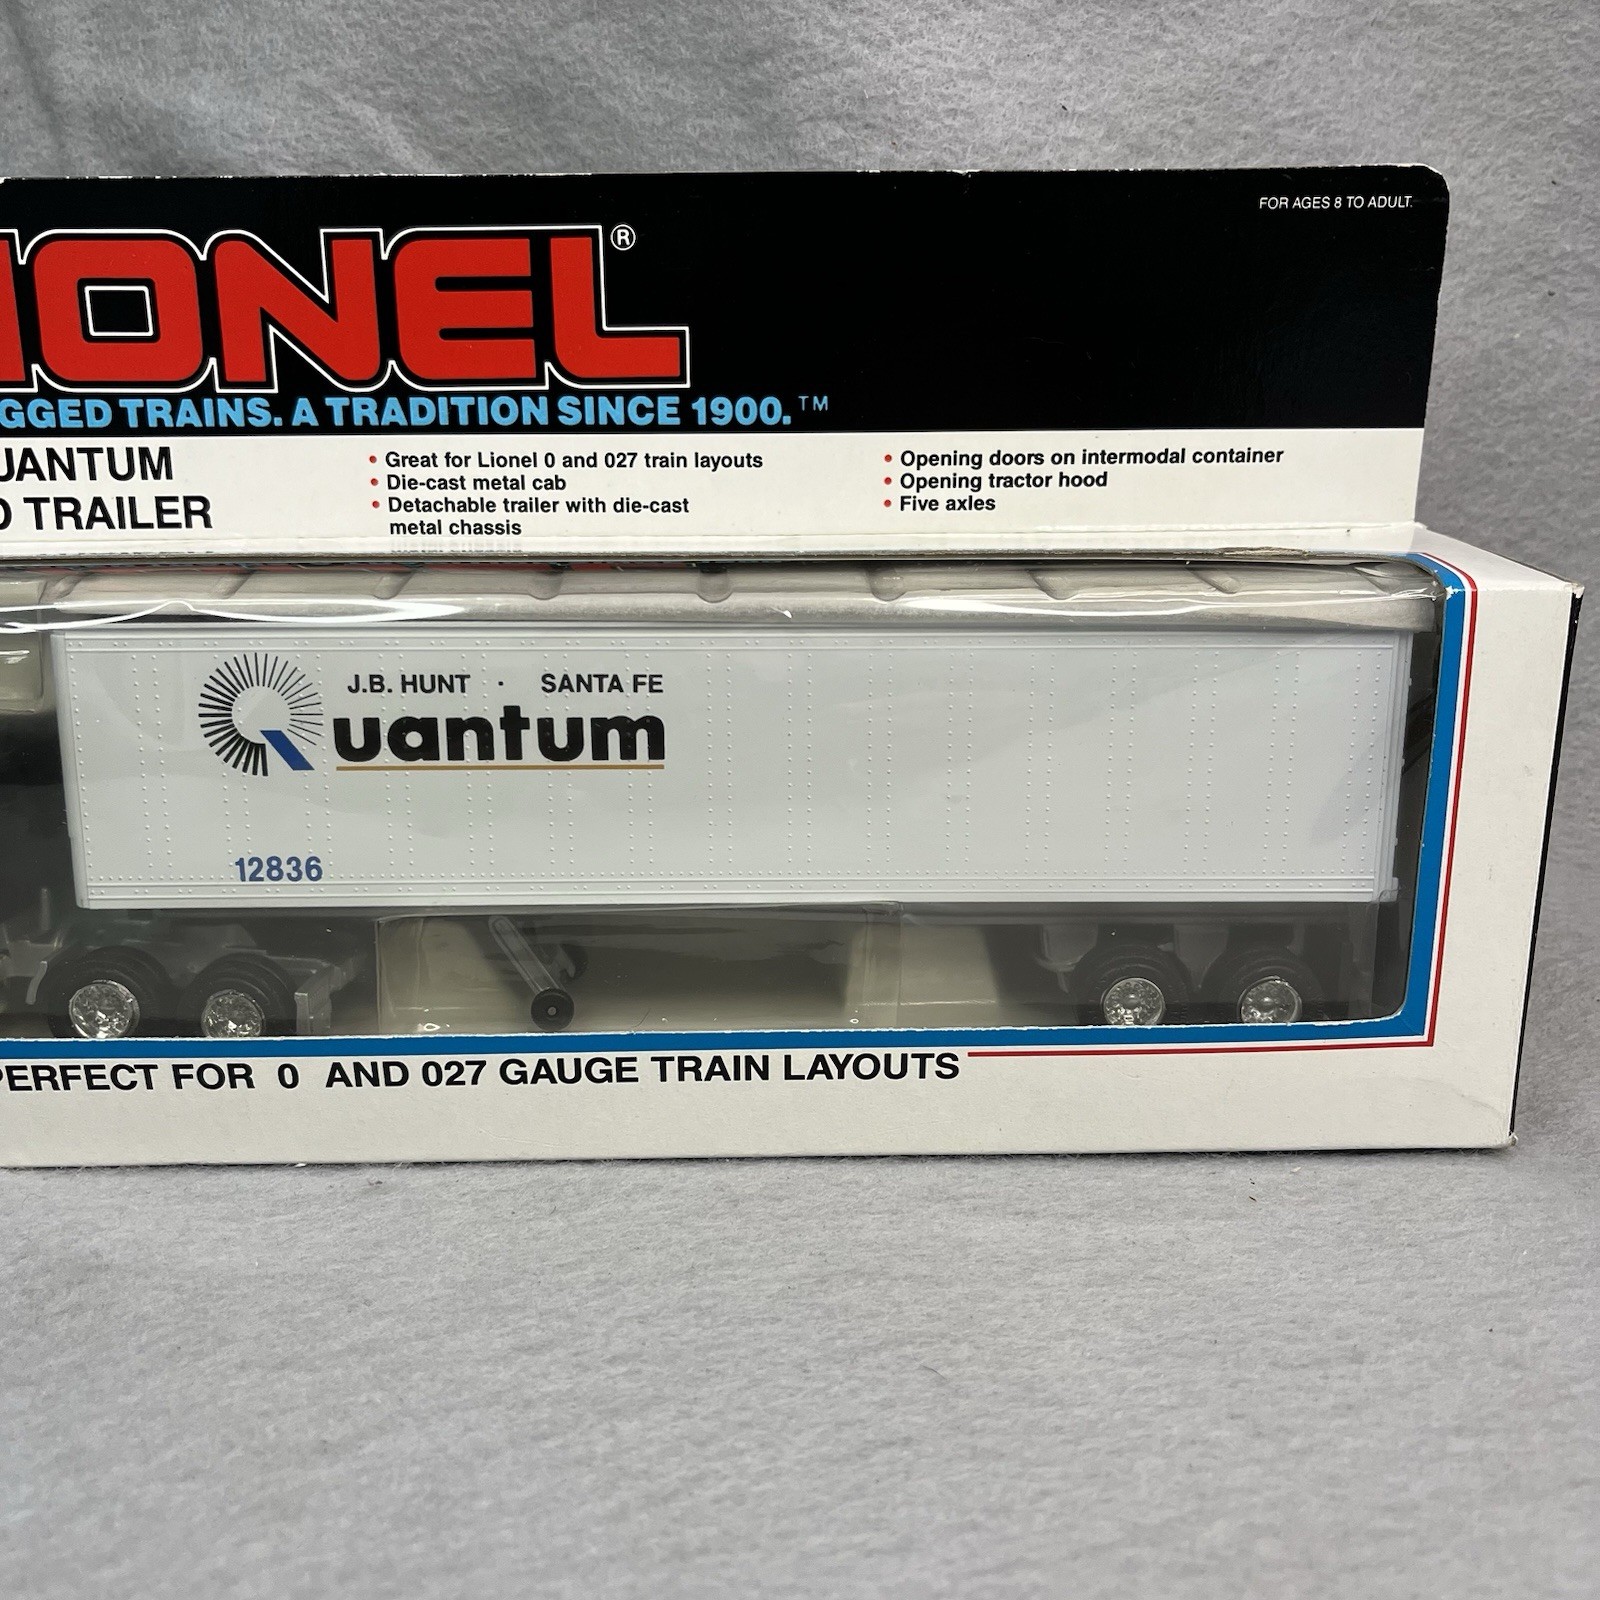 FOR AGES 8 TO ADULT.
IONEL®
GGED TRAINS. A TRADITION SINCE 1900.™
UANTUM
TRAILER
• Great for Lionel 0 and 027 train layouts
• Die-cast metal cab
• Detachable trailer with die-cast
metal chassis
• Opening doors on intermodal container
• Opening tractor hood
• Five axles
J.B. HUNT · SANTA FE
Quantum
12836
PERFECT FOR 0 AND 027 GAUGE TRAIN LAYOUTS